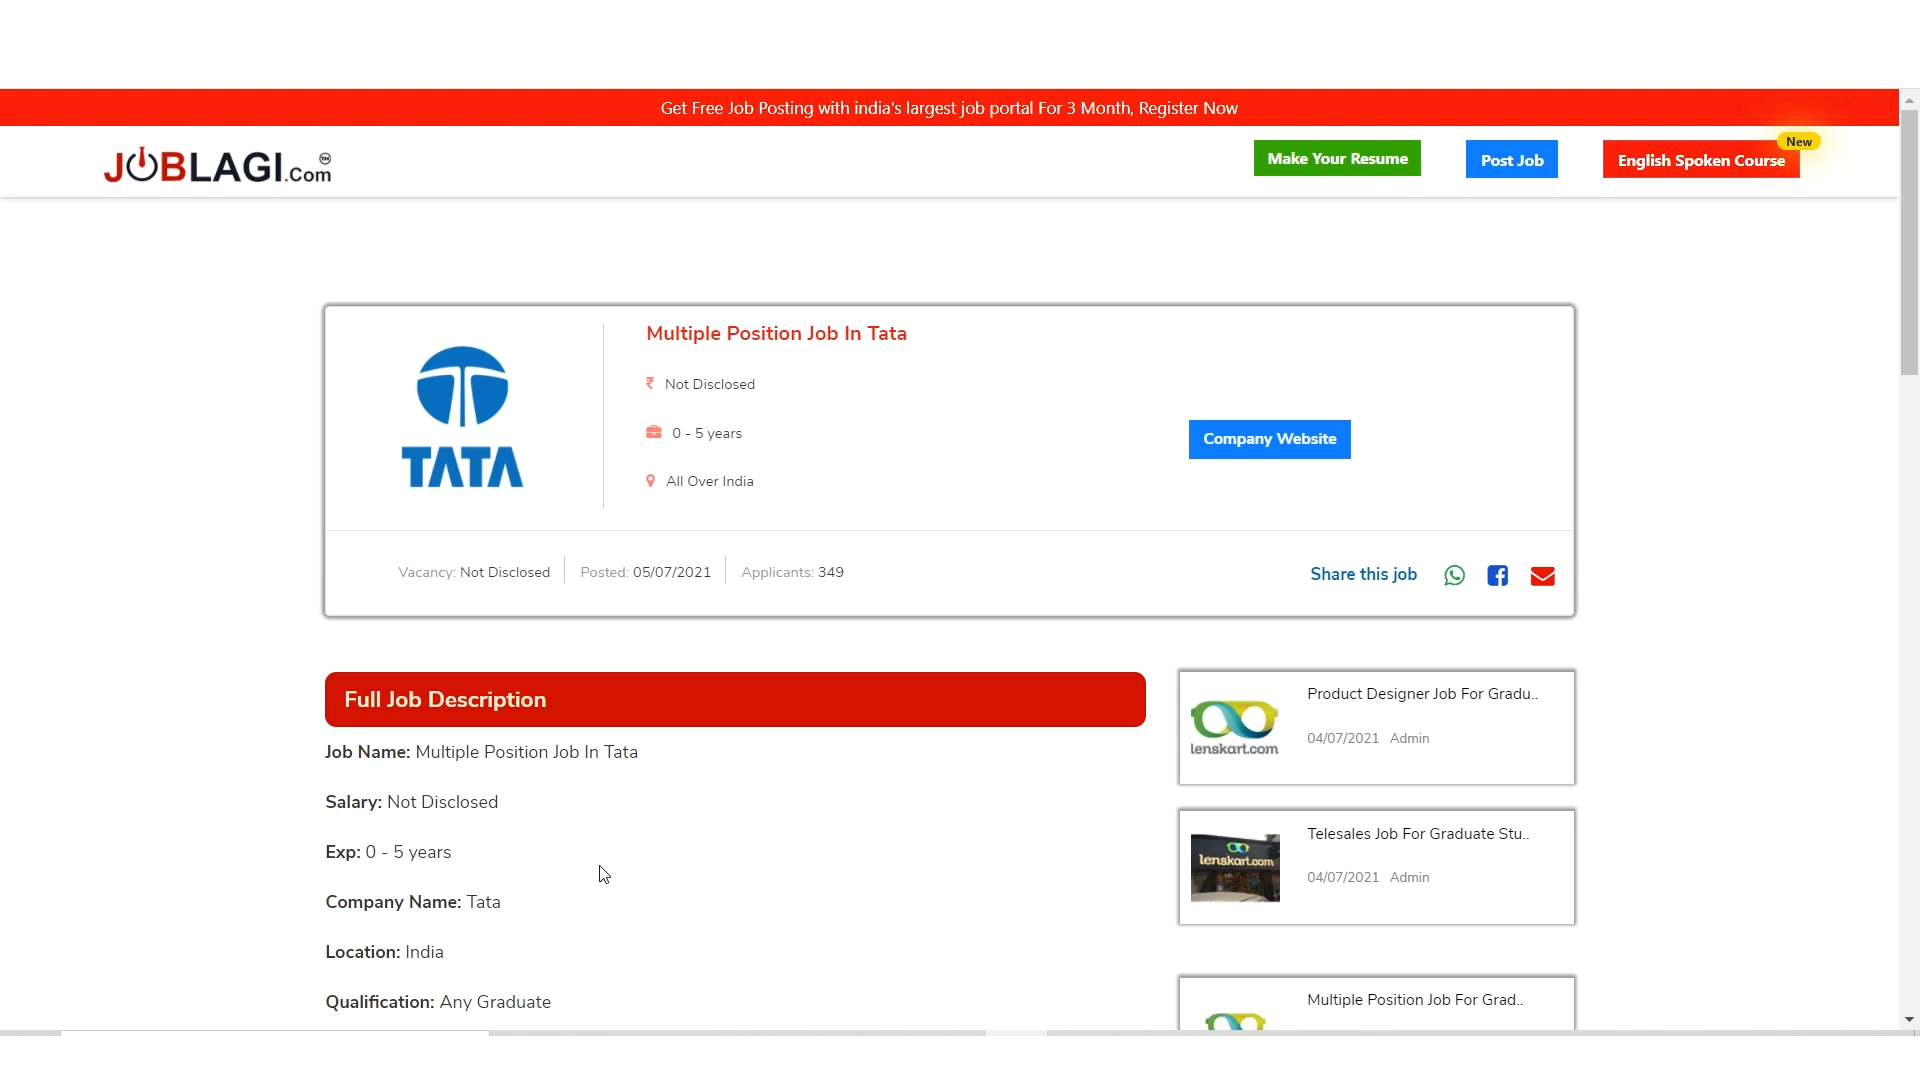 Get Free Job Posting with india's largest job portal For 3 Month, Register Now
JOBLAGI.Com TM
Make Your Resume
Post Job
English Spoken Course
New
TATA
Multiple Position Job In Tata
₹ Not Disclosed
0 - 5 years
All Over India
Company Website
Vacancy: Not Disclosed
Posted: 05/07/2021
Applicants: 349
Share this job
Full Job Description
Job Name: Multiple Position Job In Tata
Salary: Not Disclosed
Exp: 0 - 5 years
Company Name: Tata
Location: India
Qualification: Any Graduate
lenskart.com
Product Designer Job For Gradu..
04/07/2021 Admin
lenskart.com
Telesales Job For Graduate Stu..
04/07/2021 Admin
Multiple Position Job For Grad..